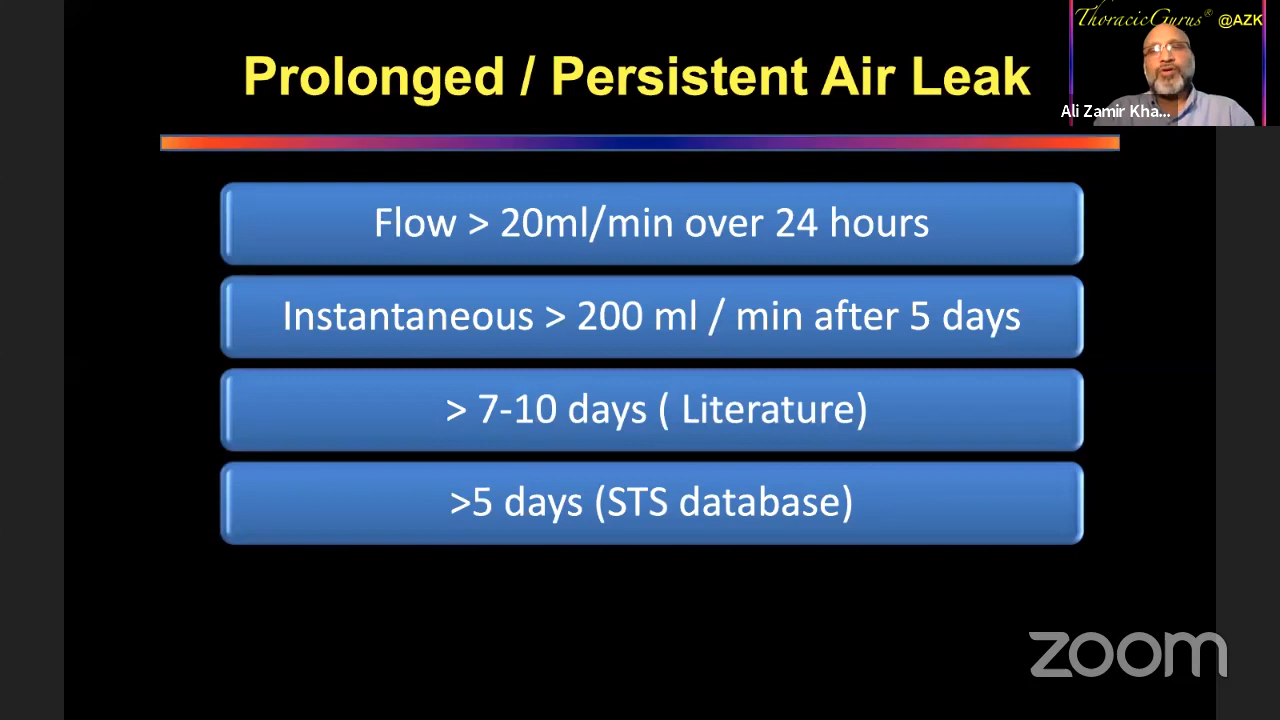 ThoracicGurus® @AZK
Prolonged / Persistent Air Leak
Ali Zamir Kha...
Flow > 20ml/min over 24 hours
Instantaneous > 200 ml / min after 5 days
> 7-10 days ( Literature)
>5 days (STS database)
zoom